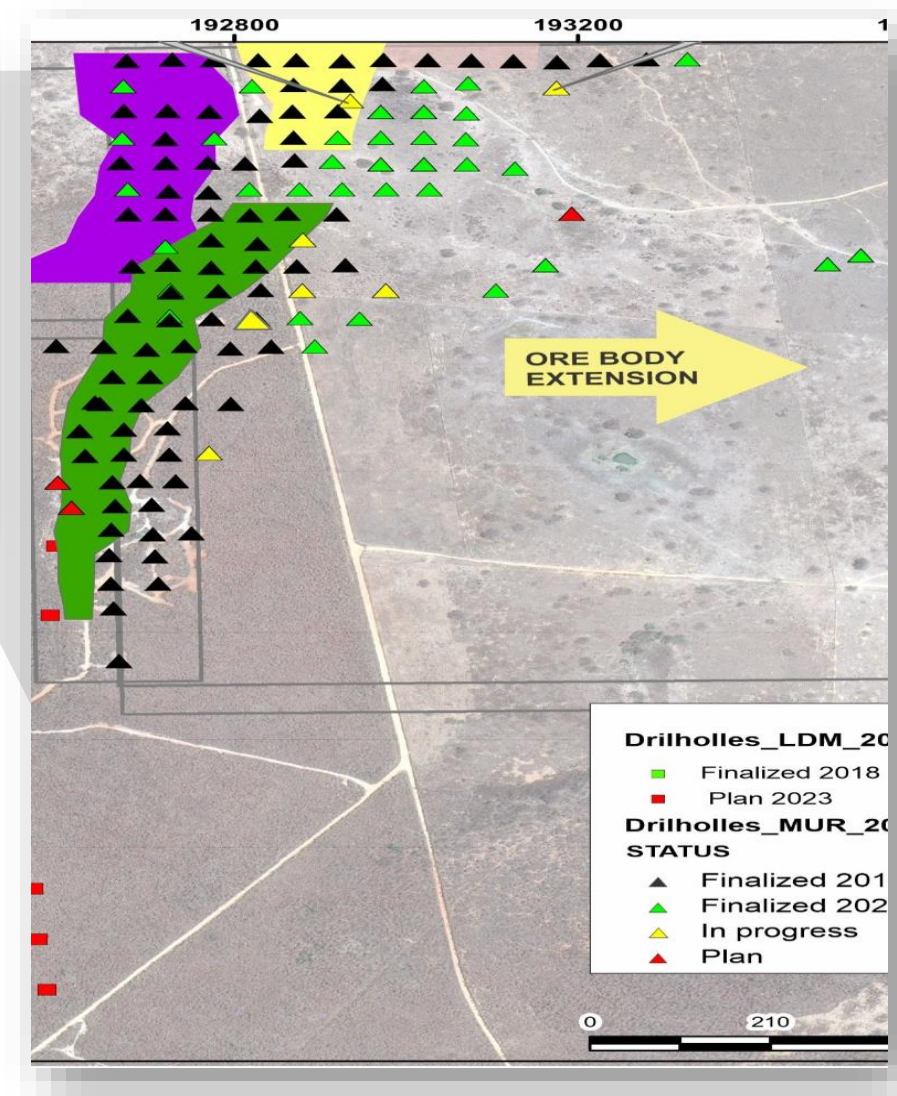 192800 193200 1
ORE BODY
EXTENSION
Drilholles_LDM_20
Finalized 2018
Plan 2023
Drilholles_MUR_20
STATUS
Finalized 201
Finalized 202
In progress
Plan
0 210